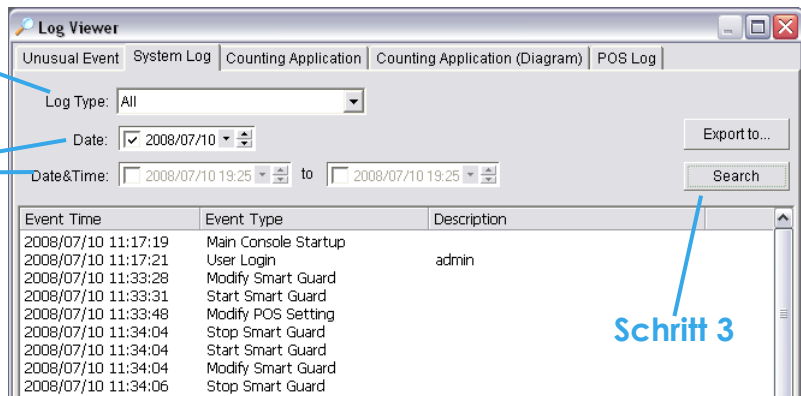 Log Viewer
Unusual Event System Log Counting Application Counting Application (Diagram) POS Log
Log Type: All
Date: 2008/07/10 Export to...
Date&Time: 2008/07/10 19:25 to 2008/07/10 19:25 Search
Event Time Event Type Description
2008/07/10 11:17:19 Main Console Startup
2008/07/10 11:17:21 User Login admin
2008/07/10 11:33:28 Modify Smart Guard
2008/07/10 11:33:31 Start Smart Guard
2008/07/10 11:33:48 Modify POS Setting
2008/07/10 11:34:04 Stop Smart Guard
2008/07/10 11:34:04 Start Smart Guard
2008/07/10 11:34:04 Modify Smart Guard
2008/07/10 11:34:06 Stop Smart Guard
Schritt 3